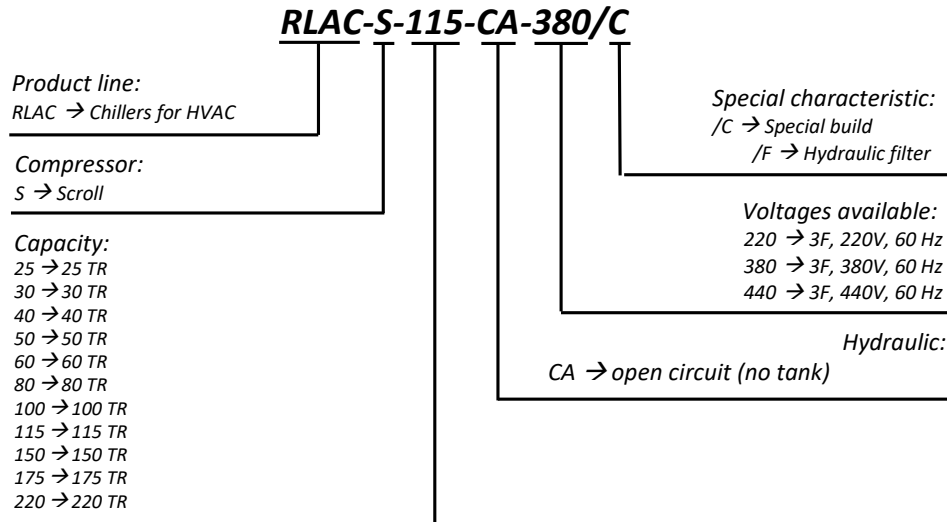 RLAC-S-115-CA-380/C
Product line:
RLAC → Chillers for HVAC
Compressor:
S → Scroll
Capacity:
25 → 25 TR
30 → 30 TR
40 → 40 TR
50 → 50 TR
60 → 60 TR
80 → 80 TR
100 → 100 TR
115 → 115 TR
150 → 150 TR
175 → 175 TR
220 → 220 TR
Special characteristic:
/C → Special build
/F → Hydraulic filter
Voltages available:
220 → 3F, 220V, 60 Hz
380 → 3F, 380V, 60 Hz
440 → 3F, 440V, 60 Hz
Hydraulic:
CA → open circuit (no tank)